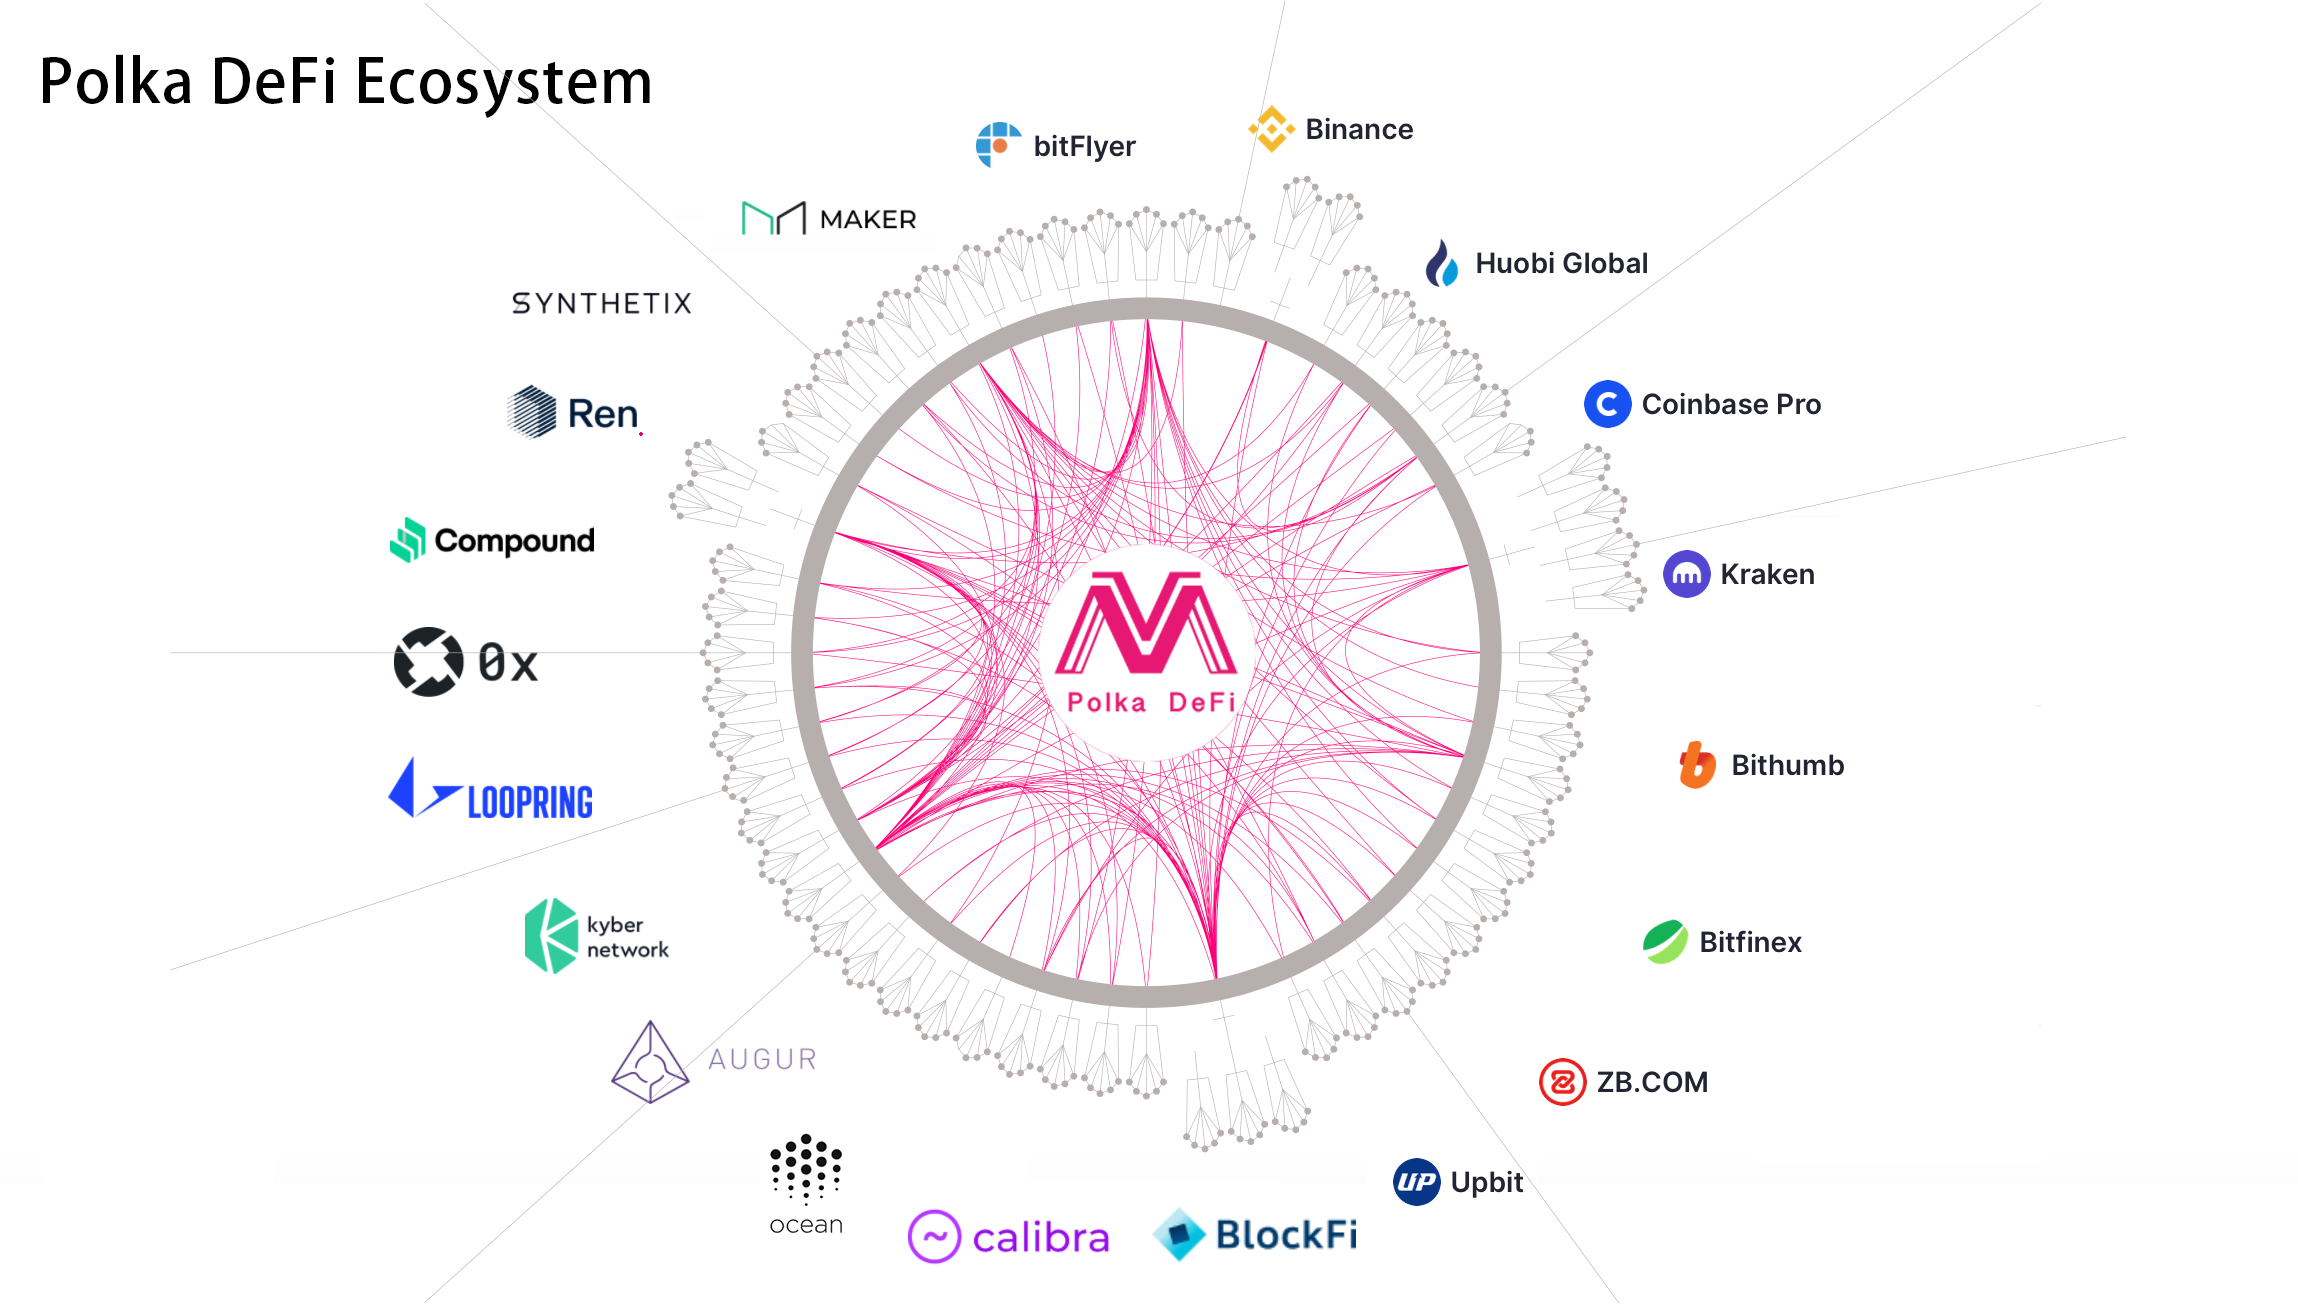 Polka DeFi Ecosystem
bitFlyer
Binance
MAKER
Huobi Global
SYNTHETIX
Ren
Coinbase Pro
Compound
Kraken
0x
Polka DeFi
LOOPRING
Bithumb
kyber
network
Bitfinex
AUGUR
ZB.COM
ocean
UP Upbit
calibra
BlockFi